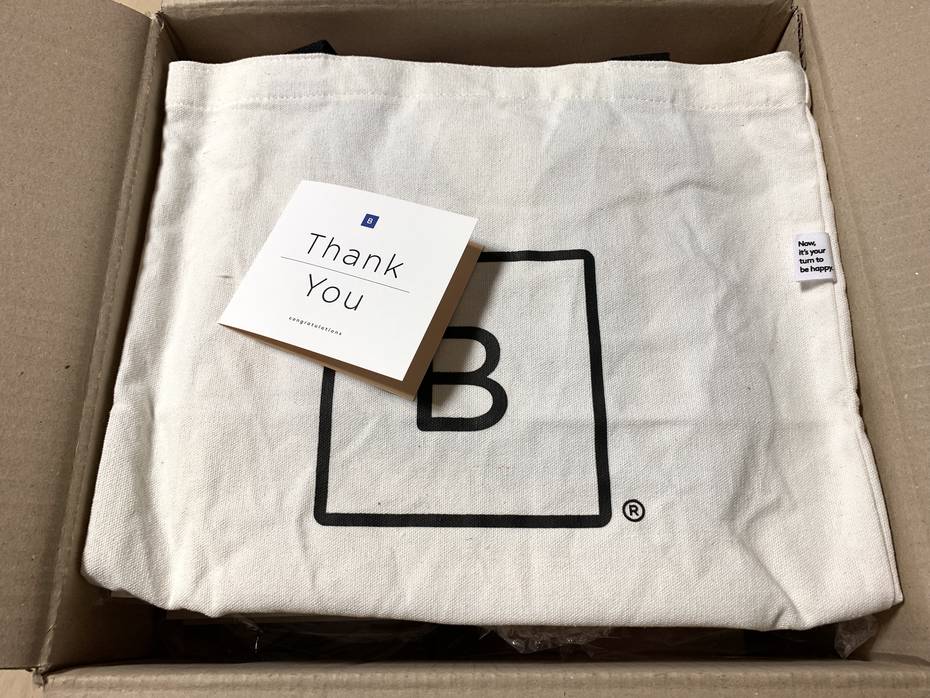 B
Thank
You
congratulations
B
®
Now,
it's your
turn to
be happy.